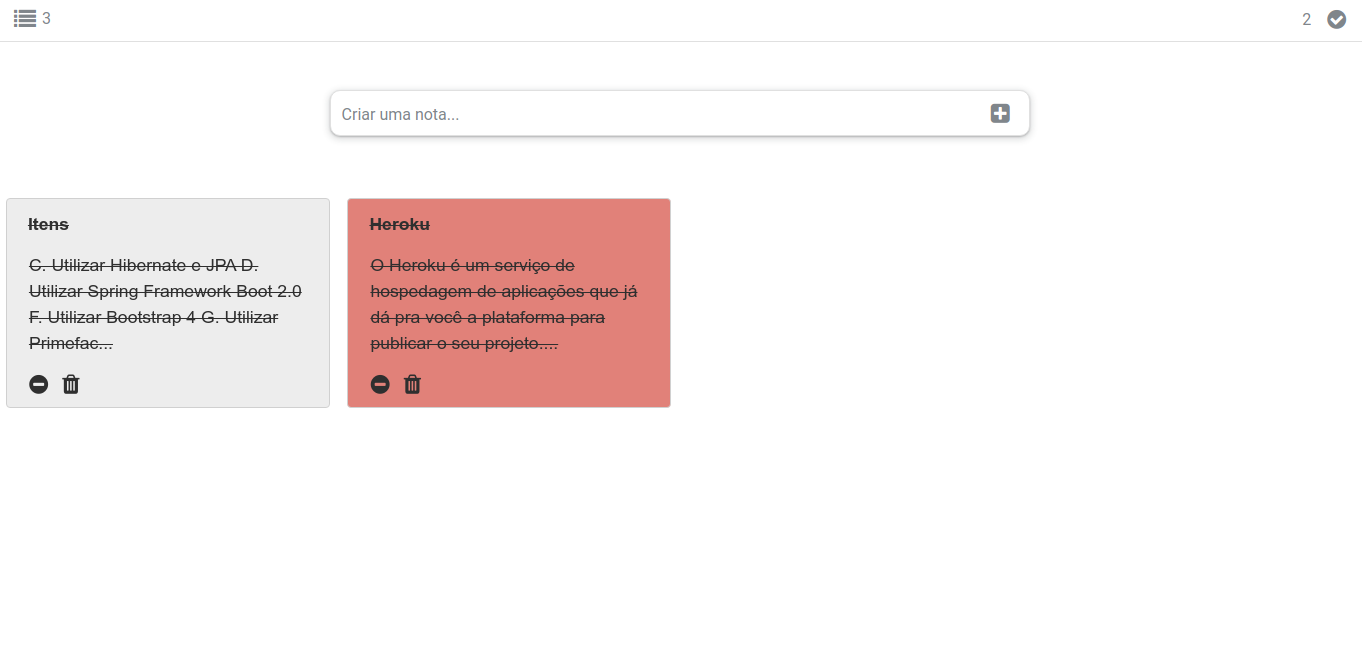 3
2
Criar uma nota...
Itens
C. Utilizar Hibernate e JPA D.
Utilizar Spring Framework Boot 2.0
F. Utilizar Bootstrap 4 G. Utilizar
Primefac...
Heroku
O Heroku é um serviço de
hospedagem de aplicações que já
dá pra você a plataforma para
publicar o seu projeto....